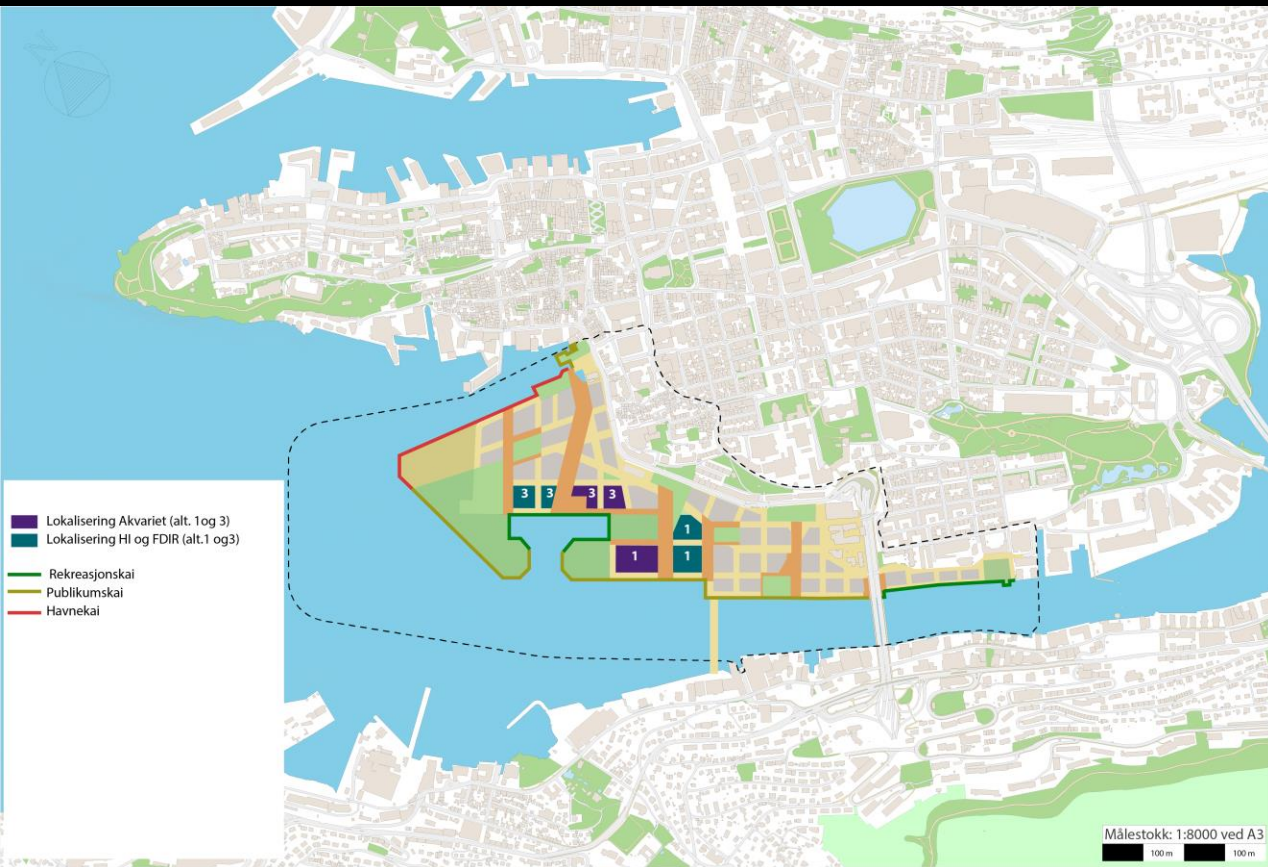 3 3 3 3
1
1 1
Lokalisering Akvariet (alt. 1og 3)
Lokalisering HI og FDIR (alt.1 og3)
Rekreasjonskai
Publikumskai
Havnekai
Målestokk: 1:8000 ved A3
100 m 100 m